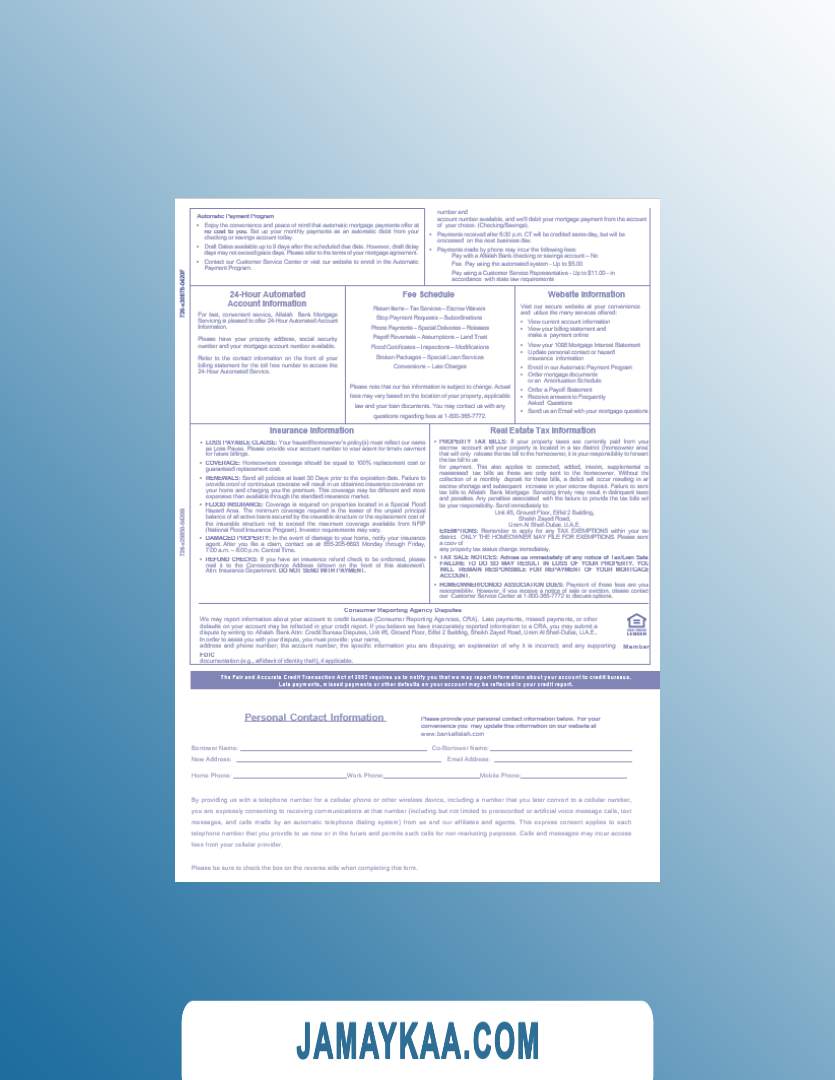 Automatic Payment Program
• Enjoy the convenience and peace of mind that automatic mortgage payments offer at
no cost to you. Set up your monthly payments as an automatic debit from your
checking or savings account today.
• Draft Dates available up to 9 days after the scheduled due date. However, draft delay
days may not exceed grace days. Please refer to the terms of your mortgage agreement.
• Contact our Customer Service Center or visit our website to enroll in the Automatic
Payment Program.
number and
account number available, and we'll debit your mortgage payment from the account
of your choice. (Checking/Savings).
• Payments received after 6:30 p.m. CT will be credited same day, but will be
processed on the next business day.
• Payments made by phone may incur the following fees:
Pay with a Alfalah Bank checking or savings account – No
Fee. Pay using the automated system - Up to $5.00
Pay using a Customer Service Representative - Up to $11.00 - in
accordance with state law requirements
24-Hour Automated
Account Information
For fast, convenient service, Alfalah Bank Mortgage
Servicing is pleased to offer 24-Hour Automated Account
Information.
Please have your property address, social security
number and your mortgage account number available.
Refer to the contact information on the front of your
billing statement for the toll free number to access the
24-Hour Automated Service.
Fee Schedule
Return Items – Tax Services – Escrow Waivers
Stop Payment Requests – Subordinations
Phone Payments – Special Deliveries – Releases
Payoff Reversals – Assumptions – Land Trust
Flood Certificates – Inspections – Modifications
Broken Packages – Special Loan Services
Conversions – Late Charges
Please note that our fee information is subject to change. Actual
fees may vary based on the location of your property, applicable
law and your loan documents. You may contact us with any
questions regarding fees at 1-800-365-7772.
Website Information
Visit our secure website at your convenience
and utilize the many services offered:
• View current account information
• View your billing statement and
make a payment online
• View your 1098 Mortgage Interest Statement
• Update personal contact or hazard
insurance information
• Enroll in our Automatic Payment Program
• Order mortgage documents
or an Amortization Schedule
• Order a Payoff Statement
• Receive answers to Frequently
Asked Questions
• Send us an Email with your mortgage questions
Insurance Information
• LOSS PAYABLE CLAUSE: Your hazard/homeowner's policy(s) must reflect our name
as Loss Payee. Please provide your account number to your agent for timely payment
for future billings.
• COVERAGE: Homeowners coverage should be equal to 100% replacement cost or
guaranteed replacement cost.
• RENEWALS: Send all policies at least 30 Days prior to the expiration date. Failure to
provide proof of continuous coverage will result in us obtaining insurance coverage on
your home and charging you the premium. This coverage may be different and more
expensive than available through the standard insurance market.
• FLOOD INSURANCE: Coverage is required on properties located in a Special Flood
Hazard Area. The minimum coverage required is the lesser of the unpaid principal
balance of all active loans secured by the insurable structure or the replacement cost of
the insurable structure not to exceed the maximum coverage available from NFIP
(National Flood Insurance Program). Investor requirements may vary.
• DAMAGED PROPERTY: In the event of damage to your home, notify your insurance
agent. After you file a claim, contact us at 855-205-6693 Monday through Friday,
7:00 a.m. – 6:00 p.m. Central Time.
• REFUND CHECKS: If you have an insurance refund check to be endorsed, please
mail it to the Correspondence Address (shown on the front of this statement),
Attn: Insurance Department. DO NOT SEND WITH PAYMENT.
Real Estate Tax Information
• PROPERTY TAX BILLS: If your property taxes are currently paid from your
escrow account and your property is located in a tax district (homeowner area)
that will only release the tax bill to the homeowner, it is your responsibility to forward
the tax bill to us
for payment. This also applies to corrected, added, interim, supplemental &
reassessed tax bills as these are only sent to the homeowner. Without the
collection of a monthly deposit for these bills, a deficit will occur resulting in an
escrow shortage and subsequent increase in your escrow deposit. Failure to send
tax bills to Alfalah Bank Mortgage Servicing timely may result in delinquent taxes
and penalties. Any penalties associated with the failure to provide the tax bills will
be your responsibility. Send immediately to:
Unit #5, Ground Floor, Eiffel 2 Building,
Sheikh Zayed Road,
Umm Al Sheif-Dubai, U.A.E.
EXEMPTIONS: Remember to apply for any TAX EXEMPTIONS within your tax
district. ONLY THE HOMEOWNER MAY FILE FOR EXEMPTIONS. Please send
a copy of
any property tax status change immediately.
• TAX SALE NOTICES: Advise us immediately of any notice of Tax/Loan Sale
FAILURE TO DO SO MAY RESULT IN LOSS OF YOUR PROPERTY. YOU
WILL REMAIN RESPONSIBLE FOR REPAYMENT OF YOUR MORTGAGE
ACCOUNT.
• HOMEOWNER/CONDO ASSOCIATION DUES: Payment of these fees are your
responsibility. However, if you receive a notice of sale or eviction, please contact
our Customer Service Center at 1-800-365-7772 to discuss options.
Consumer Reporting Agency Disputes
We may report information about your account to credit bureaus (Consumer Reporting Agencies, CRA). Late payments, missed payments, or other
defaults on your account may be reflected in your credit report. If you believe we have inaccurately reported information to a CRA, you may submit a
dispute by writing to: Alfalah Bank Attn: Credit Bureau Disputes, Unit #5, Ground Floor, Eiffel 2 Building, Sheikh Zayed Road, Umm Al Sheif-Dubai, U.A.E..
In order to assist you with your dispute, you must provide: your name,
address and phone number; the account number; the specific information you are disputing; an explanation of why it is incorrect; and any supporting
LENDER
Member
FDIC
documentation (e.g., affidavit of identity theft), if applicable.
The Fair and Accurate Credit Transaction Act of 2003 requires us to notify you that we may report information about your account to credit bureaus.
Late payments, missed payments or other defaults on your account may be reflected in your credit report.
Personal Contact Information
Please provide your personal contact information below. For your
convenience you may update this information on our website at
www.bankalfalah.com
Borrower Name: Co-Borrower Name:
New Address: Email Address:
Home Phone: Work Phone: Mobile Phone:
By providing us with a telephone number for a cellular phone or other wireless device, including a number that you later convert to a cellular number,
you are expressly consenting to receiving communications at that number (including but not limited to prerecorded or artificial voice message calls, text
messages, and calls made by an automatic telephone dialing system) from us and our affiliates and agents. This express consent applies to each
telephone number that you provide to us now or in the future and permits such calls for non-marketing purposes. Calls and messages may incur access
fees from your cellular provider.
Please be sure to check the box on the reverse side when completing this form.
JAMAYKAA.COM